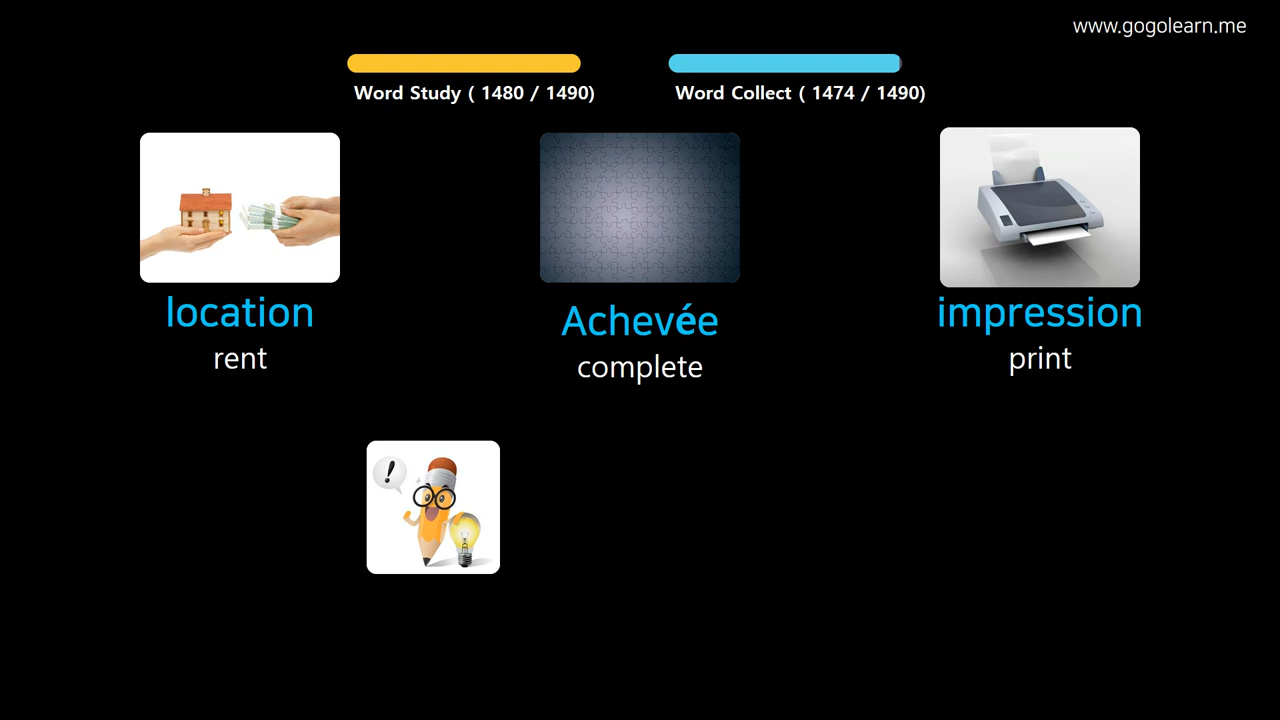 www.gogolearn.me
Word Study ( 1480 / 1490)
Word Collect ( 1474 / 1490)
location
rent
Achevée
complete
impression
print
!